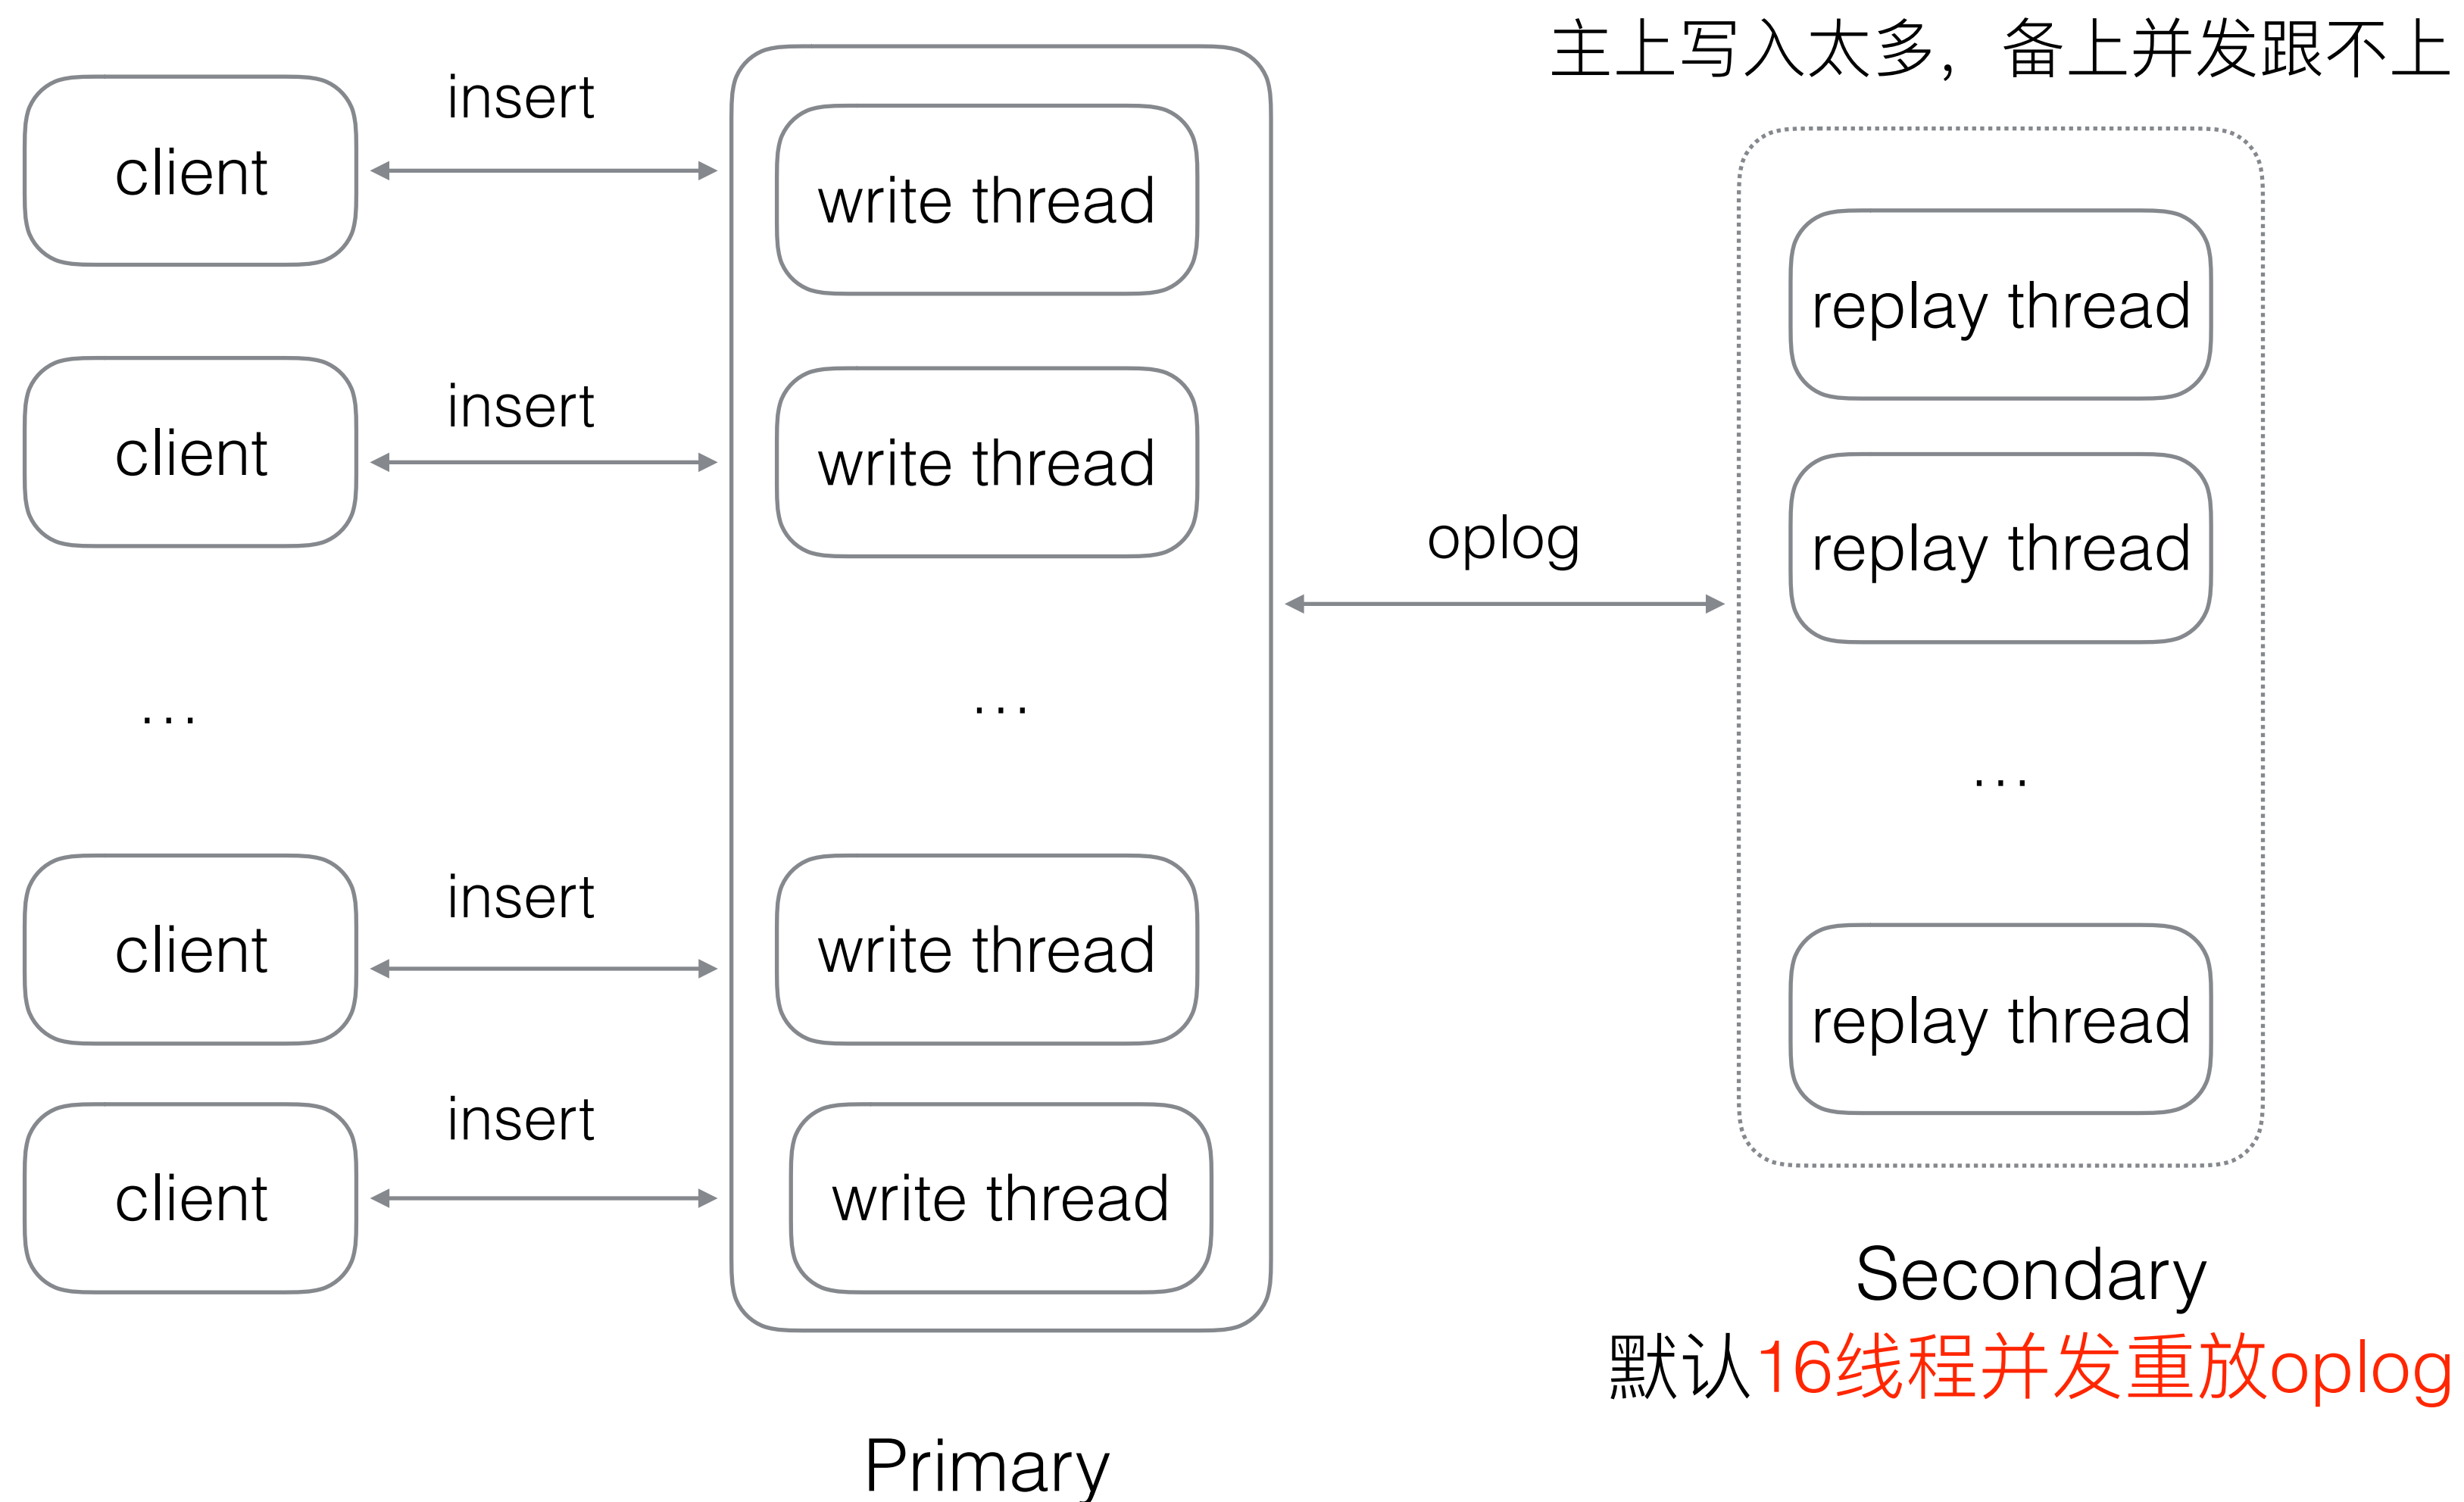 主上写入太多，备上并发跟不上
client
insert
write thread
replay thread
client
insert
write thread
replay thread
oplog
...
...
...
client
insert
write thread
replay thread
client
insert
write thread
Secondary
默认16线程并发重放oplog
Primary